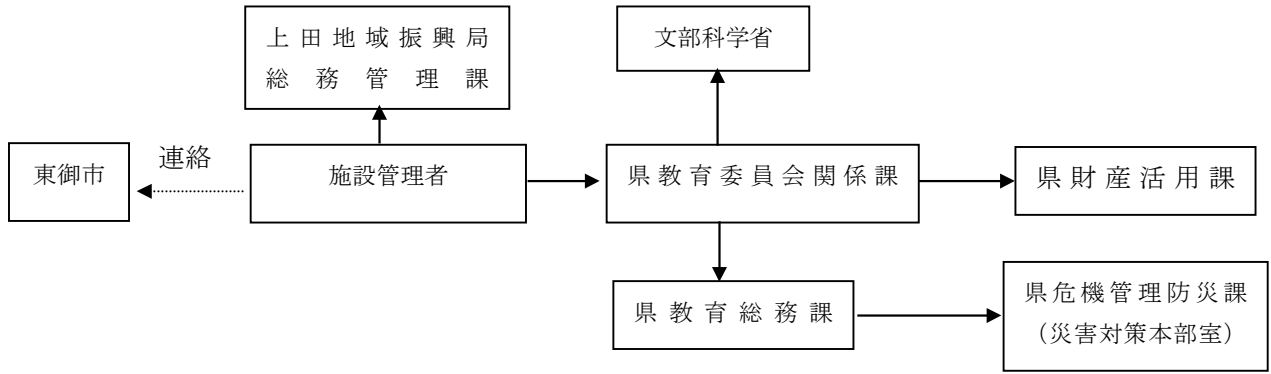 上田地域振興局
総務管理課
文部科学省
東御市
連絡
施設管理者
県教育委員会関係課
県財産活用課
県教育総務課
県危機管理防災課
（災害対策本部室）